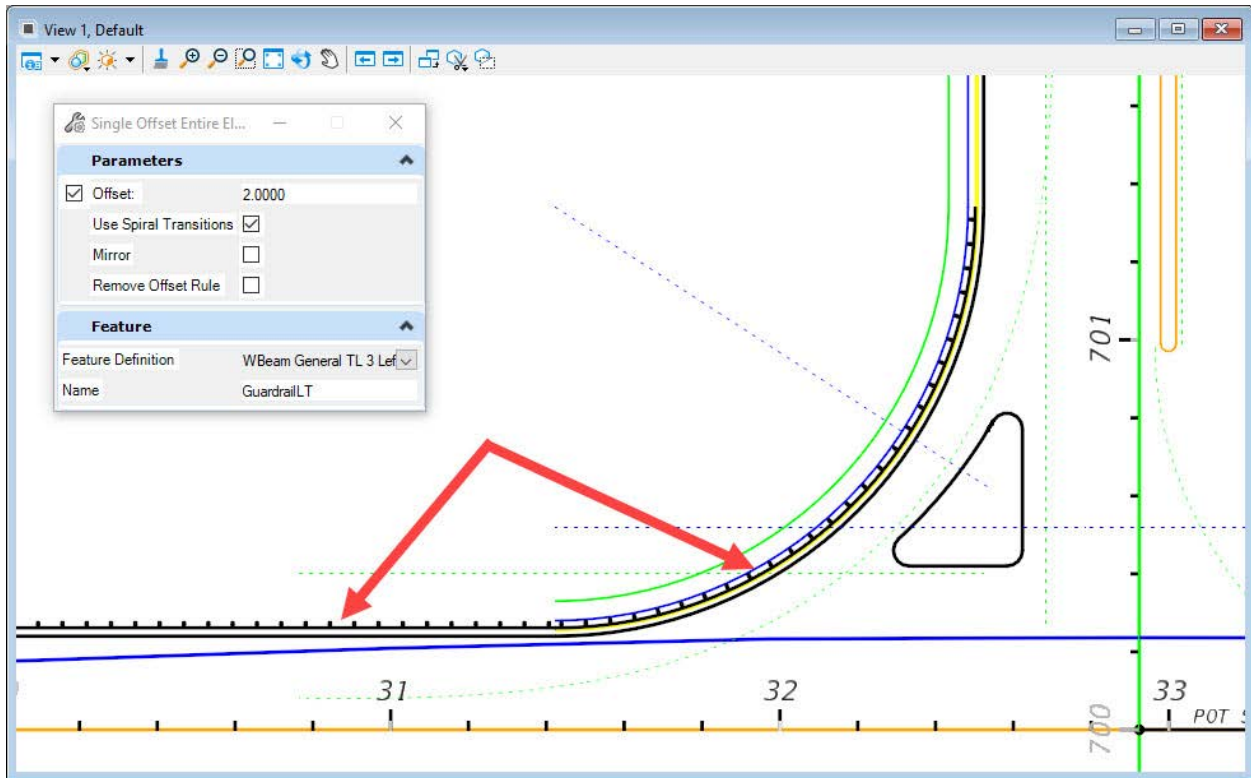 View 1, Default
Single Offset Entire El...
Parameters
Offset: 2.0000
Use Spiral Transitions
Mirror
Remove Offset Rule
Feature
Feature Definition WBeam General TL 3 Lef
Name GuardrailLT
701
31
32
33
700
POT